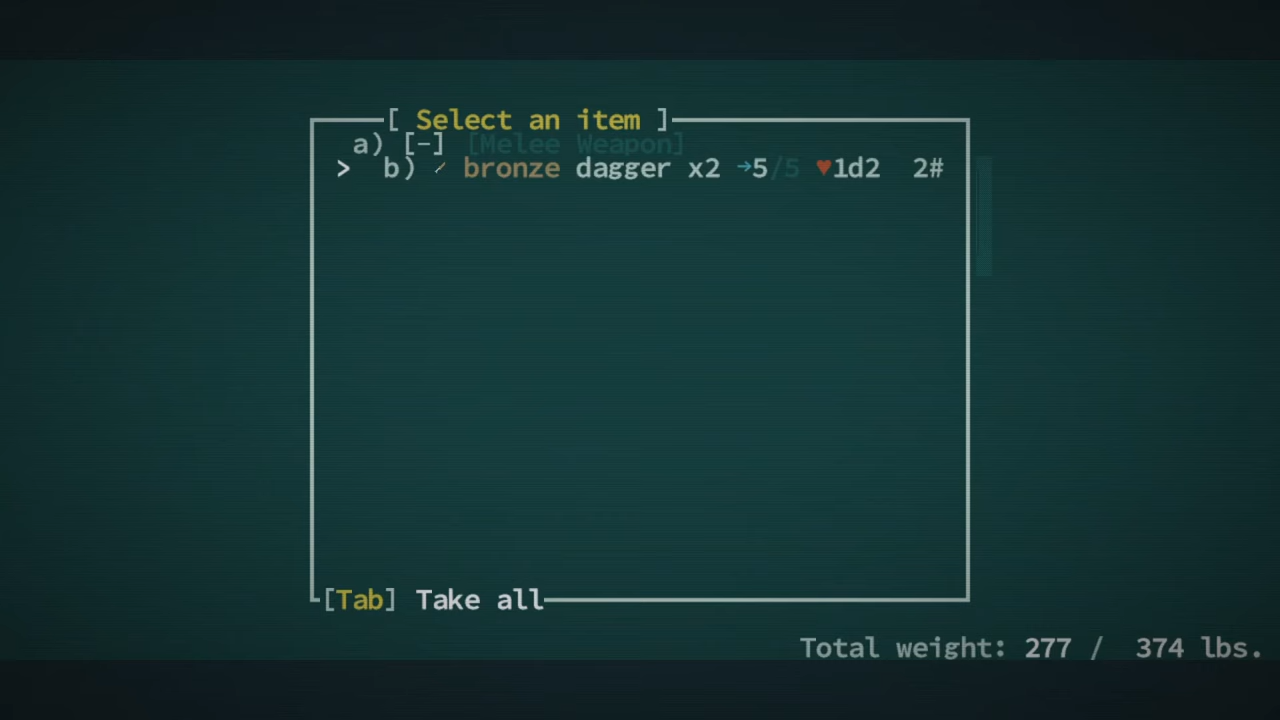 [ Select an item ]
a) [-] [Melee Weapon]
> b) bronze dagger x2 →5/5 ♥1d2 2#
[Tab] Take all
Total weight: 277 / 374 lbs.